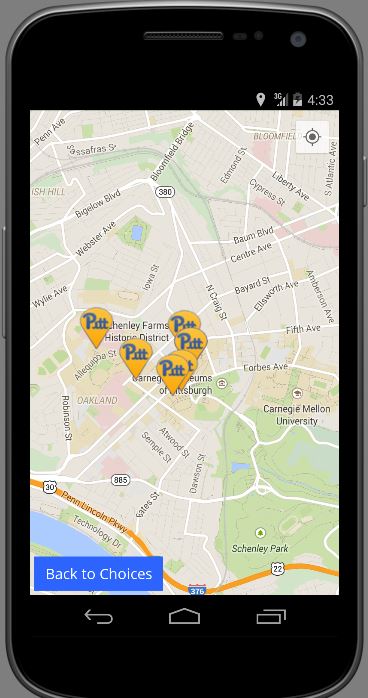 3G 4:33
Penn Ave
Sassafras St
Bloomfield Bridge
BLOOMFIEL
Edmond St
Liberty Ave
S Atlantic Ave
ISH HILL
380
Bigelow Blvd
Cypress St
Webster Ave
Baum Blvd
Centre Ave
Iowa St
Bayard St
Ellsworth Ave
Amberson Ave
Wylie Ave
N Craig St
Pitt
chenley Farms
Historic District
Pitt
Fifth Ave
Pitt
Pitt
Allequippa St
Pitt
t
Carnegie Museums
of Pittsburgh
Forbes Ave
OAKLAND
Robinson St
Carnegie Mellon
University
Atwood St
Semple St
Dawson St
885
30
Bates St
Penn Lincoln Pkwy
Technology Dr
Schenley Park
22
376
Back to Choices